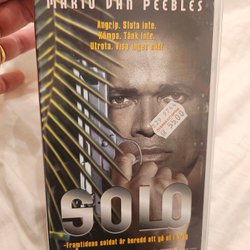 MARIO VAN PEEBLES
Angrip. Sluta inte.
Kämpa. Tänk inte.
Utrota. Visa ingen nåd.
SOLO
-Framtidens soldat är beredd att gå ut i krig